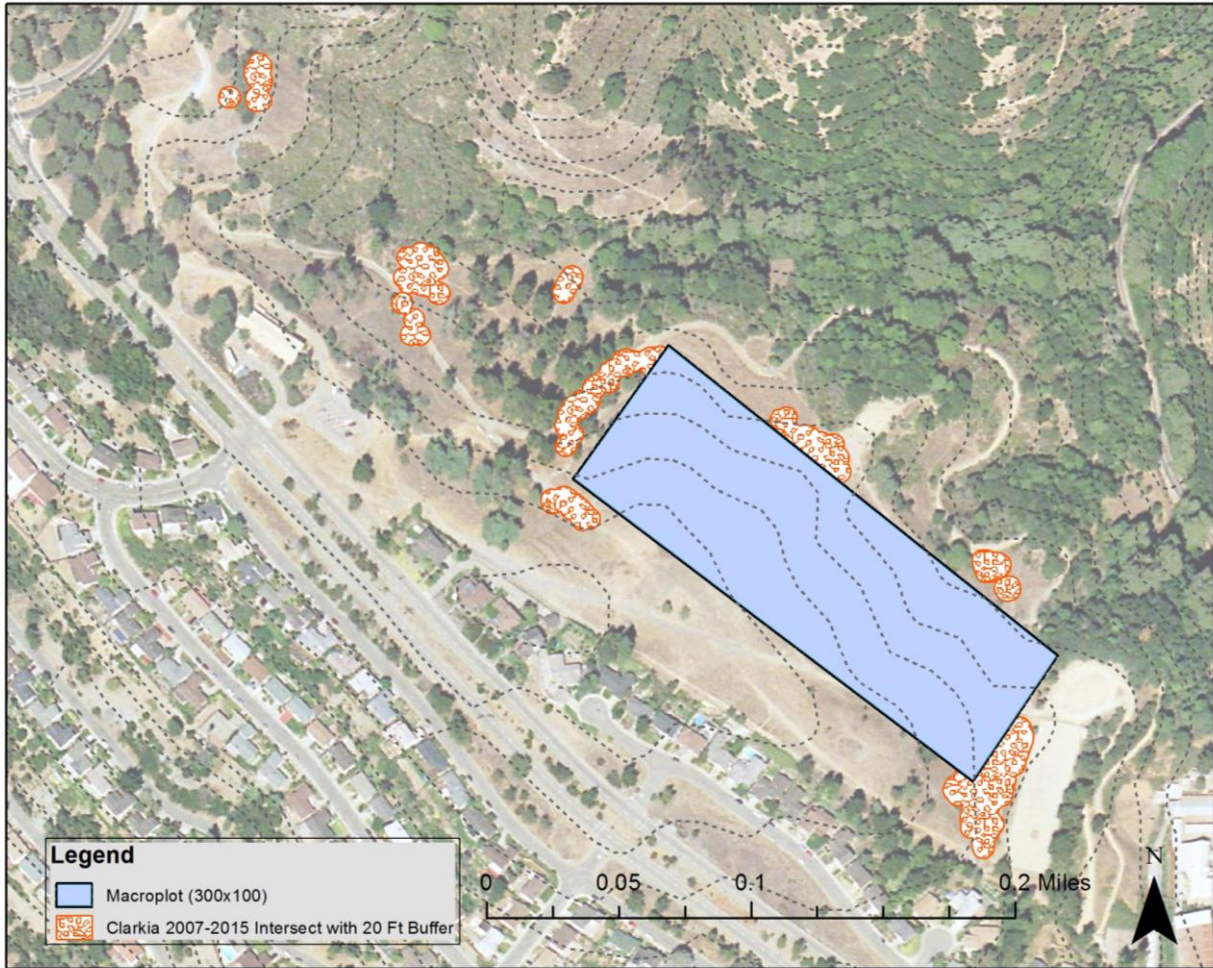 Legend
Macroplot (300x100)
Clarkia 2007-2015 Intersect with 20 Ft Buffer
0 0.05 0.1 0.2 Miles
N